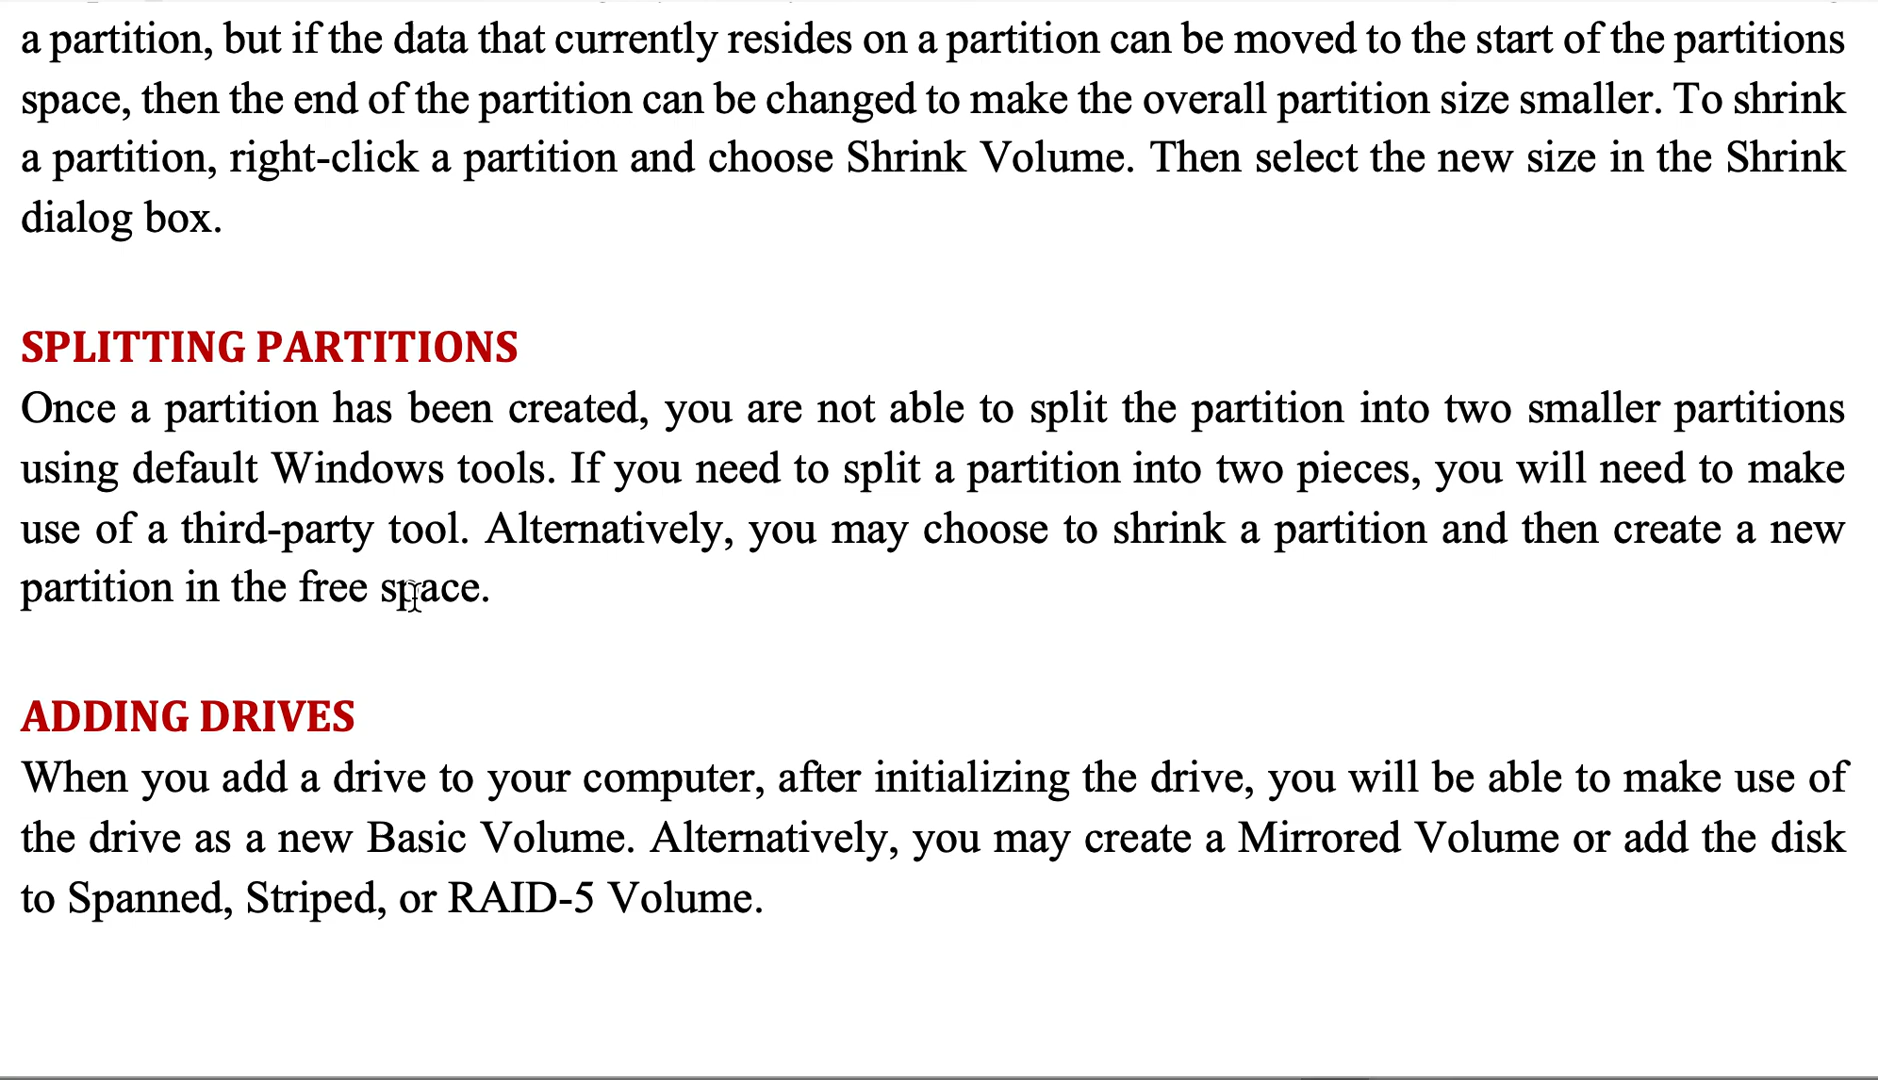 a partition, but if the data that currently resides on a partition can be moved to the start of the partitions
space, then the end of the partition can be changed to make the overall partition size smaller. To shrink
a partition, right-click a partition and choose Shrink Volume. Then select the new size in the Shrink
dialog box.
SPLITTING PARTITIONS
Once a partition has been created, you are not able to split the partition into two smaller partitions
using default Windows tools. If you need to split a partition into two pieces, you will need to make
use of a third-party tool. Alternatively, you may choose to shrink a partition and then create a new
partition in the free space.
ADDING DRIVES
When you add a drive to your computer, after initializing the drive, you will be able to make use of
the drive as a new Basic Volume. Alternatively, you may create a Mirrored Volume or add the disk
to Spanned, Striped, or RAID-5 Volume.